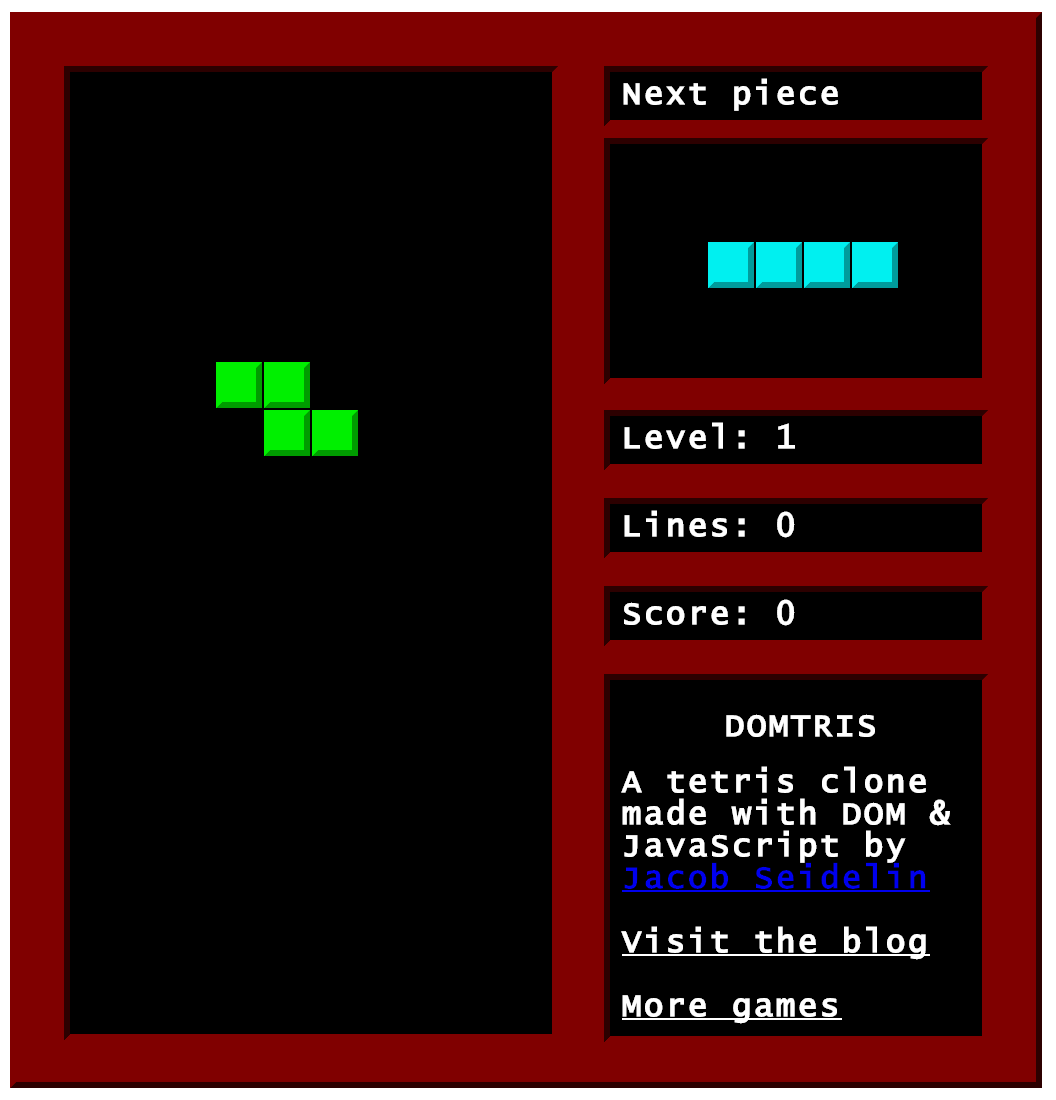 Next piece
Level: 1
Lines: 0
Score: 0
DOMTRIS
A tetris clone
made with DOM &
JavaScript by
Jacob Seidelin
Visit the blog
More games